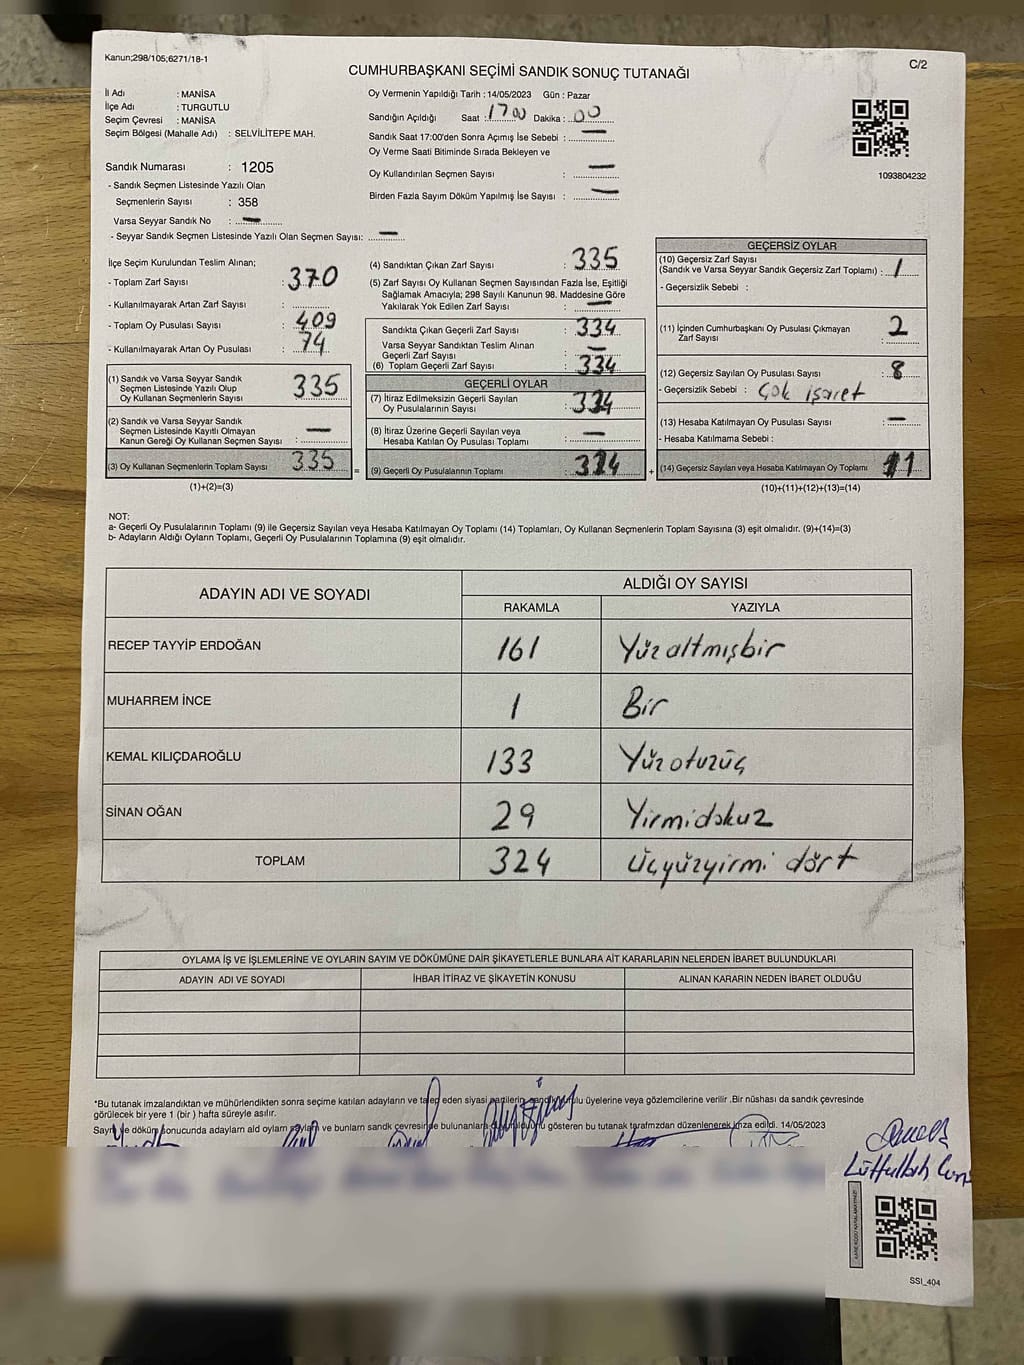 Kanun;298/105;6271/18-1
C/2
CUMHURBAŞKANI SEÇİMİ SANDIK SONUÇ TUTANAĞI
İl Adı : MANİSA
İlçe Adı : TURGUTLU
Seçim Çevresi : MANİSA
Seçim Bölgesi (Mahalle Adı) : SELVİLİTEPE MAH.
Sandık Numarası : 1205
- Sandık Seçmen Listesinde Yazılı Olan
Seçmenlerin Sayısı : 358
Varsa Seyyar Sandık No : —
- Seyyar Sandık Seçmen Listesinde Yazılı Olan Seçmen Sayısı: —
Oy Vermenin Yapıldığı Tarih : 14/05/2023 Gün : Pazar
Sandığın Açıldığı Saat : 1700 Dakika : 00
Sandık Saat 17:00'den Sonra Açımış İse Sebebi : —
Oy Verme Saati Bitiminde Sırada Bekleyen ve
Oy Kullandırılan Seçmen Sayısı : —
Birden Fazla Sayım Döküm Yapılmış İse Sayısı : —
1093804232
İlçe Seçim Kurulundan Teslim Alınan;
- Toplam Zarf Sayısı : 370
- Kullanılmayarak Artan Zarf Sayısı :
- Toplam Oy Pusulası Sayısı : 409
- Kullanılmayarak Artan Oy Pusulası : 74
(1) Sandık ve Varsa Seyyar Sandık
Seçmen Listesinde Yazılı Olup
Oy Kullanan Seçmenlerin Sayısı : 335
(2) Sandık ve Varsa Seyyar Sandık
Seçmen Listesinde Kayıtlı Olmayan
Kanun Gereği Oy Kullanan Seçmen Sayısı : —
(3) Oy Kullanan Seçmenlerin Toplam Sayısı 335
(1)+(2)=(3)
(4) Sandıktan Çıkan Zarf Sayısı : 335
(5) Zarf Sayısı Oy Kullanan Seçmen Sayısından Fazla İse, Eşitliği
Sağlamak Amacıyla; 298 Sayılı Kanunun 98. Maddesine Göre
Yakılarak Yok Edilen Zarf Sayısı : —
Sandıkta Çıkan Geçerli Zarf Sayısı : 334
Varsa Seyyar Sandıktan Teslim Alınan
Geçerli Zarf Sayısı : —
(6) Toplam Geçerli Zarf Sayısı : 334
GEÇERLİ OYLAR
(7) İtiraz Edilmeksizin Geçerli Sayılan
Oy Pusulalarının Sayısı : 324
(8) İtiraz Üzerine Geçerli Sayılan veya
Hesaba Katılan Oy Pusulası Toplamı : —
= (9) Geçerli Oy Pusulalarının Toplamı : 324 +
GEÇERSİZ OYLAR
(10) Geçersiz Zarf Sayısı
(Sandık ve Varsa Seyyar Sandık Geçersiz Zarf Toplamı) : 1
- Geçersizlik Sebebi :
(11) İçinden Cumhurbaşkanı Oy Pusulası Çıkmayan
Zarf Sayısı : 2
(12) Geçersiz Sayılan Oy Pusulası Sayısı : 8
- Geçersizlik Sebebi : Çok işaret
(13) Hesaba Katılmayan Oy Pusulası Sayısı : —
- Hesaba Katılmama Sebebi :
(14) Geçersiz Sayılan veya Hesaba Katılmayan Oy Toplamı 11
(10)+(11)+(12)+(13)=(14)
NOT:
a- Geçerli Oy Pusulalarının Toplamı (9) ile Geçersiz Sayılan veya Hesaba Katılmayan Oy Toplamı (14) Toplamları, Oy Kullanan Seçmenlerin Toplam Sayısına (3) eşit olmalıdır. (9)+(14)=(3)
b- Adayların Aldığı Oyların Toplamı, Geçerli Oy Pusulalarının Toplamına (9) eşit olmalıdır.
ADAYIN ADI VE SOYADI
ALDIĞI OY SAYISI
RAKAMLA YAZIYLA
RECEP TAYYİP ERDOĞAN 161 Yüzaltmışbir
MUHARREM İNCE 1 Bir
KEMAL KILIÇDAROĞLU 133 Yüzotuzüç
SİNAN OĞAN 29 Yirmidokuz
TOPLAM 324 üçyüzyirmi dört
OYLAMA İŞ VE İŞLEMLERİNE VE OYLARIN SAYIM VE DÖKÜMÜNE DAİR ŞİKAYETLERLE BUNLARA AİT KARARLARIN NELERDEN İBARET BULUNDUKLARI
ADAYIN ADI VE SOYADI İHBAR İTİRAZ VE ŞİKAYETİN KONUSU ALINAN KARARIN NEDEN İBARET OLDUĞU
*Bu tutanak imzalandıktan ve mühürlendikten sonra seçime katılan adayların ve talep eden siyasi partilerin sandık kurulu üyelerine veya gözlemcilerine verilir .Bir nüshası da sandık çevresinde
görülecek bir yere 1 (bir ) hafta süreyle asılır.
Sayım ve döküm sonucunda adayların ald oyların sayıları ve bunların sandk çevresinde bulunanlara gösteren bu tutanak tarafmzdan düzenlenerek imza edildi. 14/05/2023
Lütfullah
SSI_404